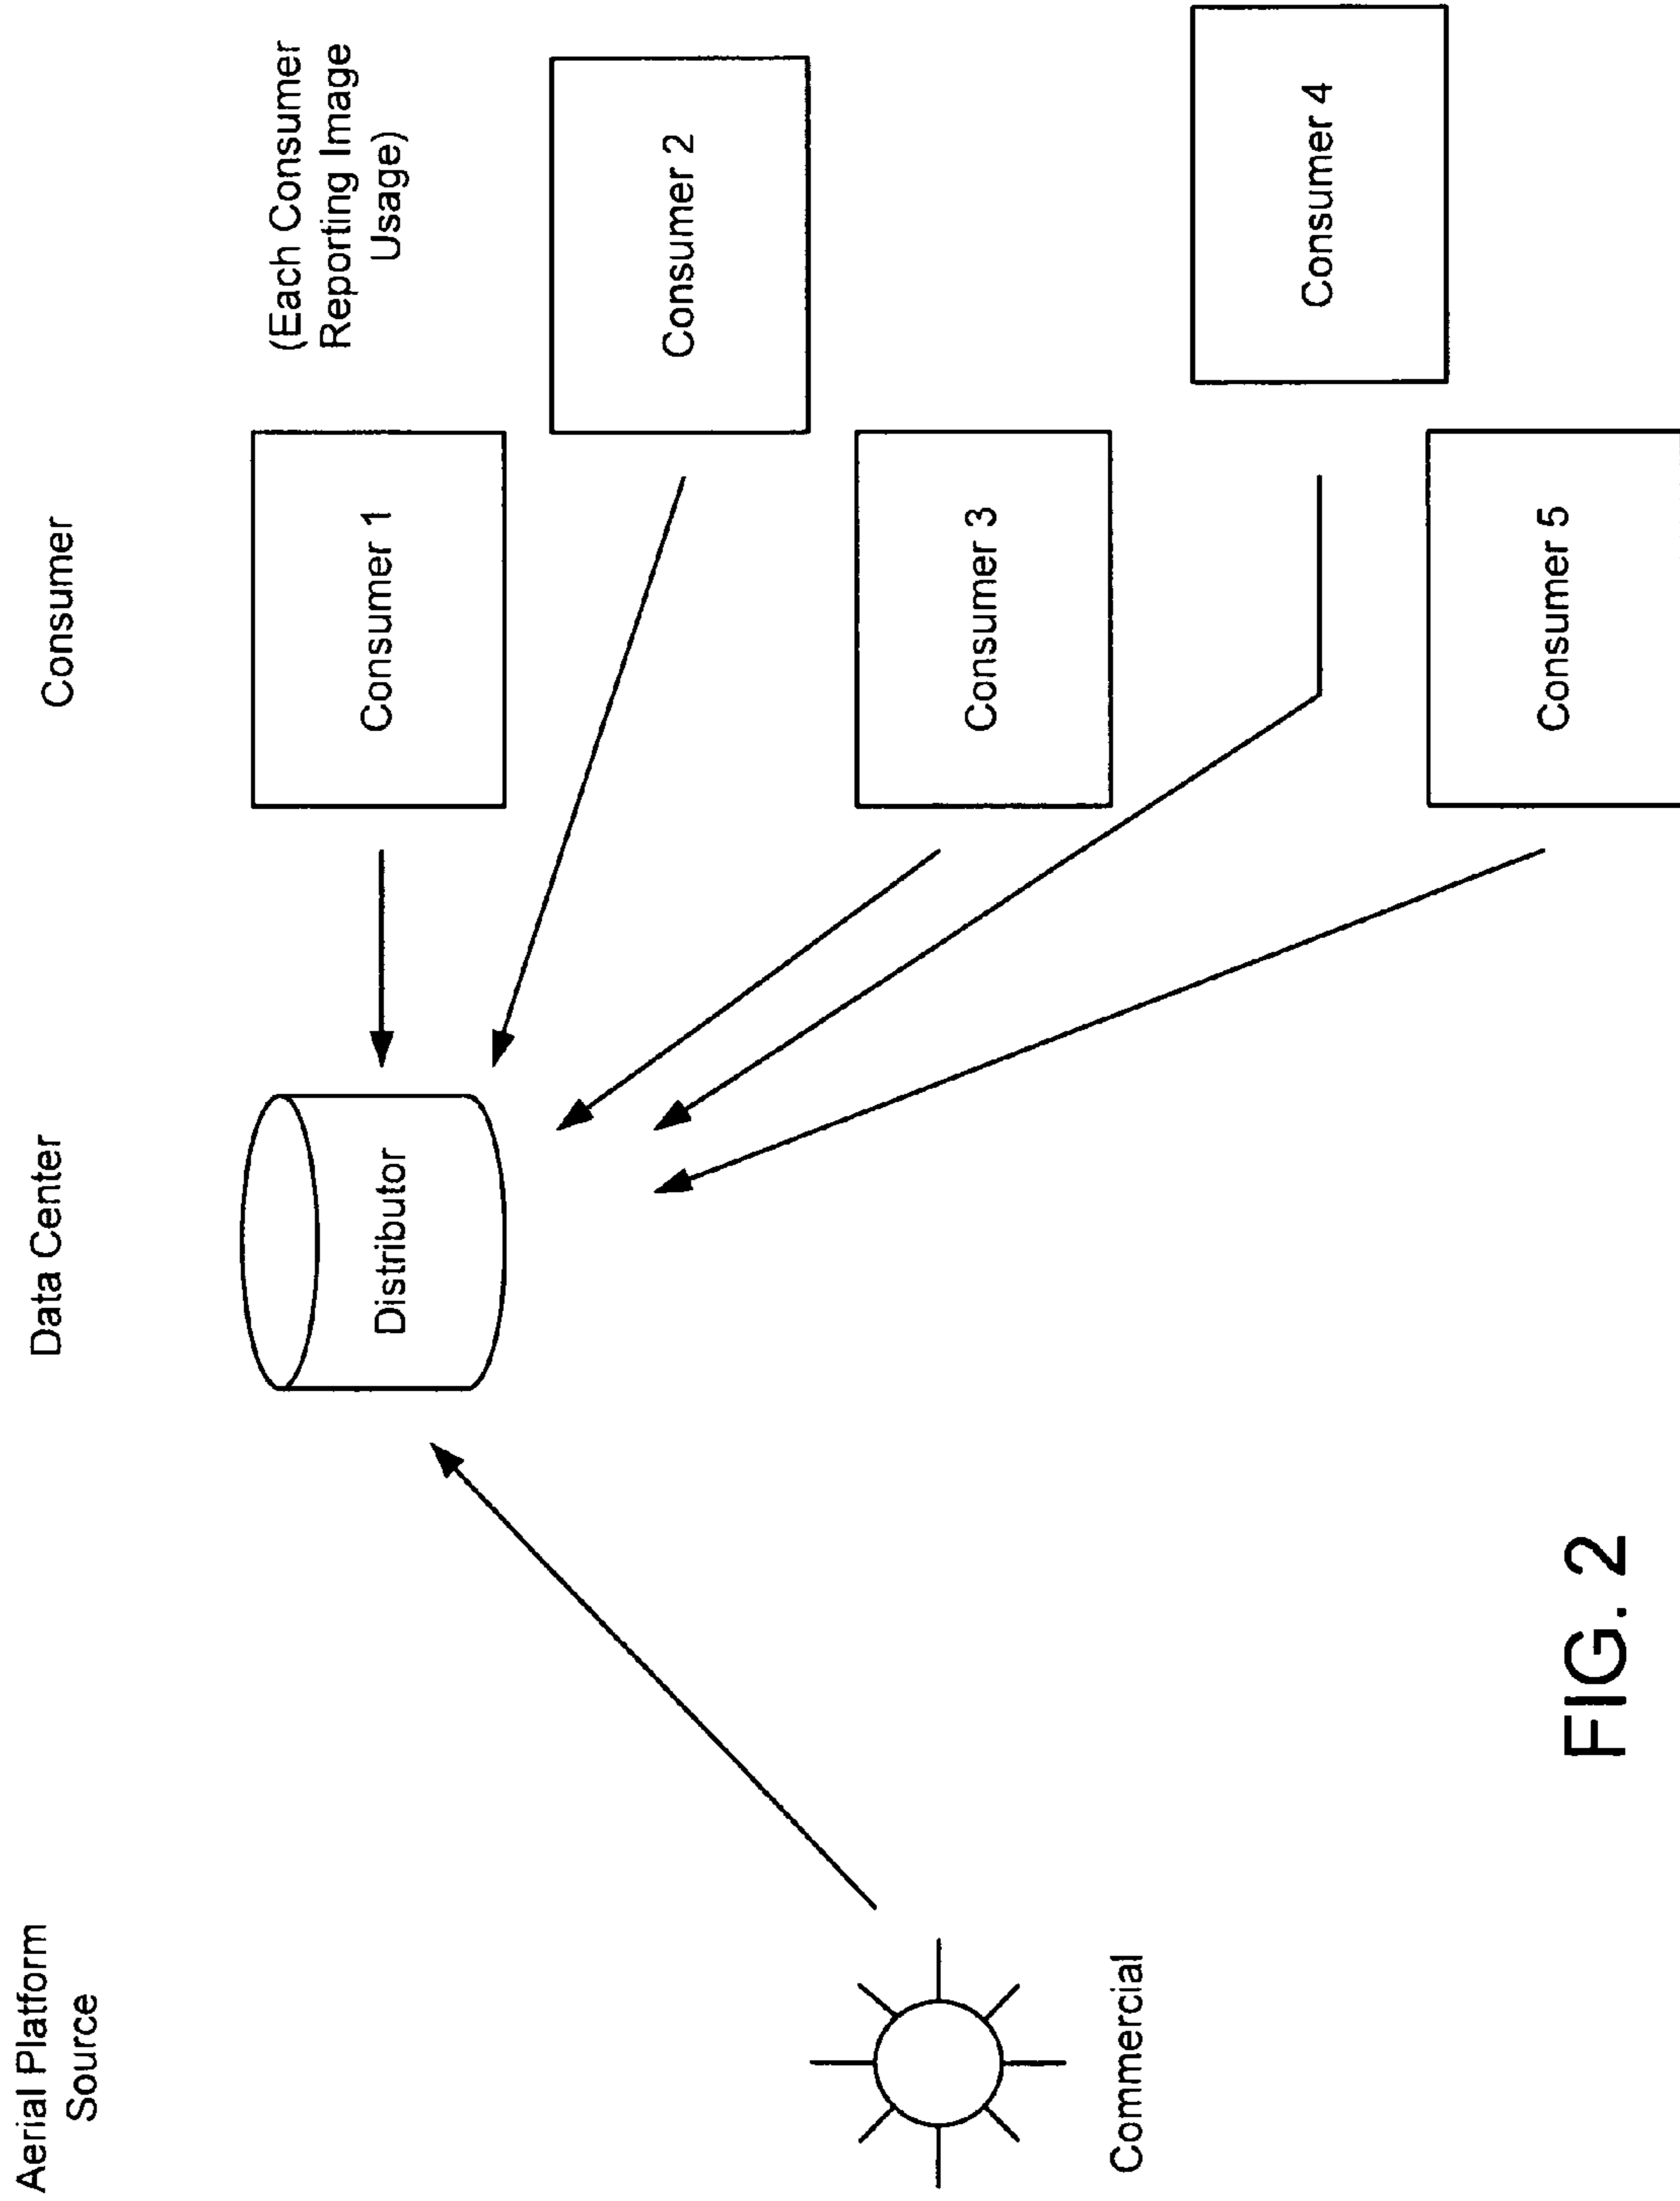 Aerial Platform
Source
Data Center
Consumer
(Each Consumer
Reporting Image
Usage)
Distributor
Consumer 1
Consumer 2
Consumer 3
Consumer 4
Consumer 5
Commercial
FIG. 2